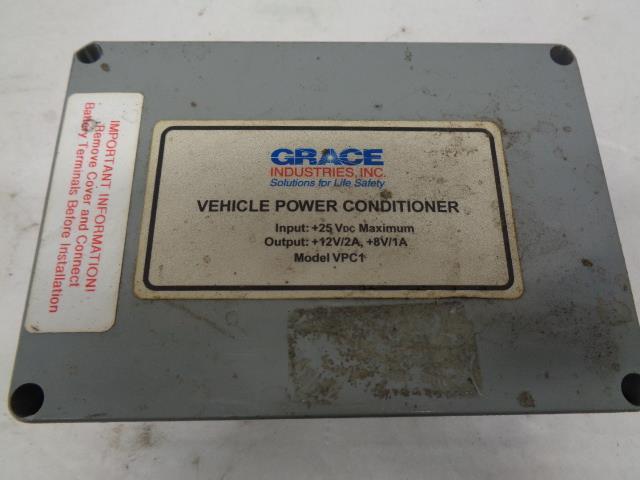 GRACE
INDUSTRIES, INC.
Solutions for Life Safety
VEHICLE POWER CONDITIONER
Input: +25 VDC Maximum
Output: +12V/2A, +8V/1A
Model VPC1
IMPORTANT INFORMATION!
Remove Cover and Connect
Battery Terminals Before Installation